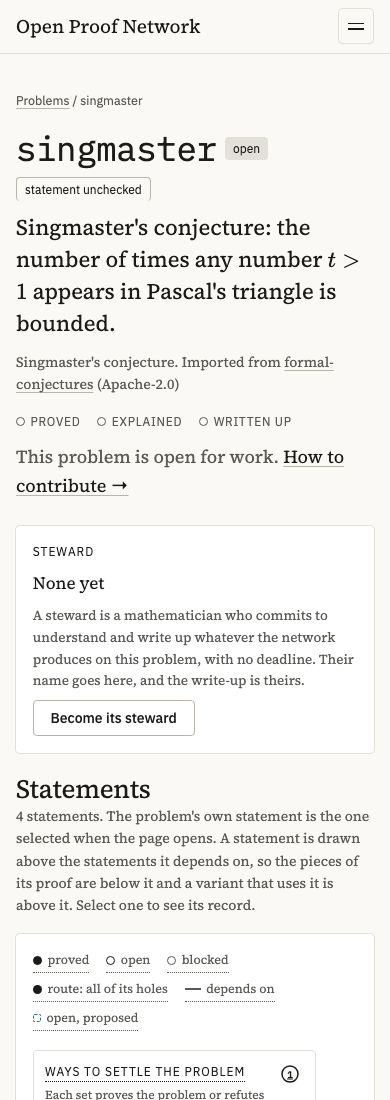 Open Proof Network
Problems / singmaster
singmaster open
statement unchecked
Singmaster's conjecture: the
number of times any number t >
1 appears in Pascal's triangle is
bounded.
Singmaster's conjecture. Imported from formal-
conjectures (Apache-2.0)
PROVED EXPLAINED WRITTEN UP
This problem is open for work. How to
contribute →
STEWARD
None yet
A steward is a mathematician who commits to
understand and write up whatever the network
produces on this problem, with no deadline. Their
name goes here, and the write-up is theirs.
Become its steward
Statements
4 statements. The problem's own statement is the one
selected when the page opens. A statement is drawn
above the statements it depends on, so the pieces of
its proof are below it and a variant that uses it is
above it. Select one to see its record.
proved open blocked
route: all of its holes depends on
open, proposed
WAYS TO SETTLE THE PROBLEM 1
Each set proves the problem or refutes